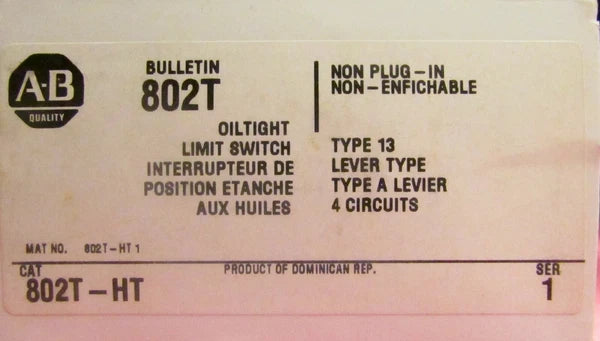 A-B
QUALITY
BULLETIN
802T
OILTIGHT
LIMIT SWITCH
INTERRUPTEUR DE
POSITION ETANCHE
AUX HUILES
NON PLUG-IN
NON-ENFICHABLE
TYPE 13
LEVER TYPE
TYPE A LEVIER
4 CIRCUITS
MAT NO. 802T-HT 1
CAT
802T-HT
PRODUCT OF DOMINICAN REP.
SER
1